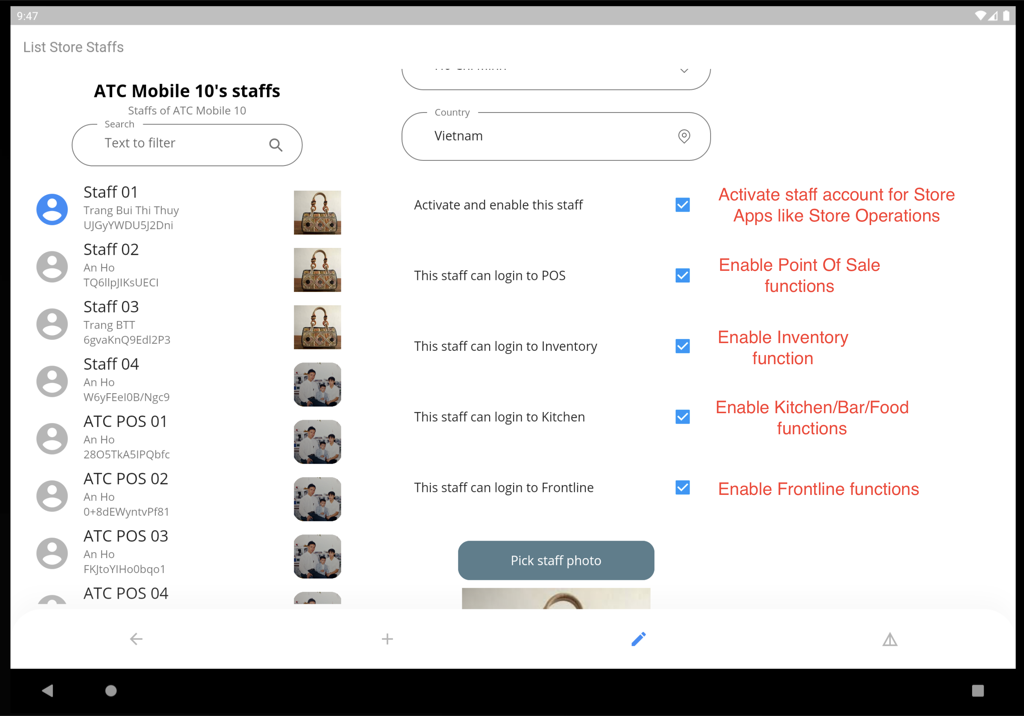 9:47
List Store Staffs
ATC Mobile 10's staffs
Staffs of ATC Mobile 10
Search
Text to filter
Staff 01
Trang Bui Thi Thuy
UJGyYWDU5J2Dni
Staff 02
An Ho
TQ6llpJIKsUECI
Staff 03
Trang BTT
6gvaKnQ9EdI2P3
Staff 04
An Ho
W6yFEeI0B/Ngc9
ATC POS 01
An Ho
28O5TkA5IPQbfc
ATC POS 02
An Ho
0+8dEWyntvPf81
ATC POS 03
An Ho
FKJtoYIHo0bqo1
ATC POS 04
Country
Vietnam
Activate and enable this staff
Activate staff account for Store
Apps like Store Operations
This staff can login to POS
Enable Point Of Sale
functions
This staff can login to Inventory
Enable Inventory
function
This staff can login to Kitchen
Enable Kitchen/Bar/Food
functions
This staff can login to Frontline
Enable Frontline functions
Pick staff photo